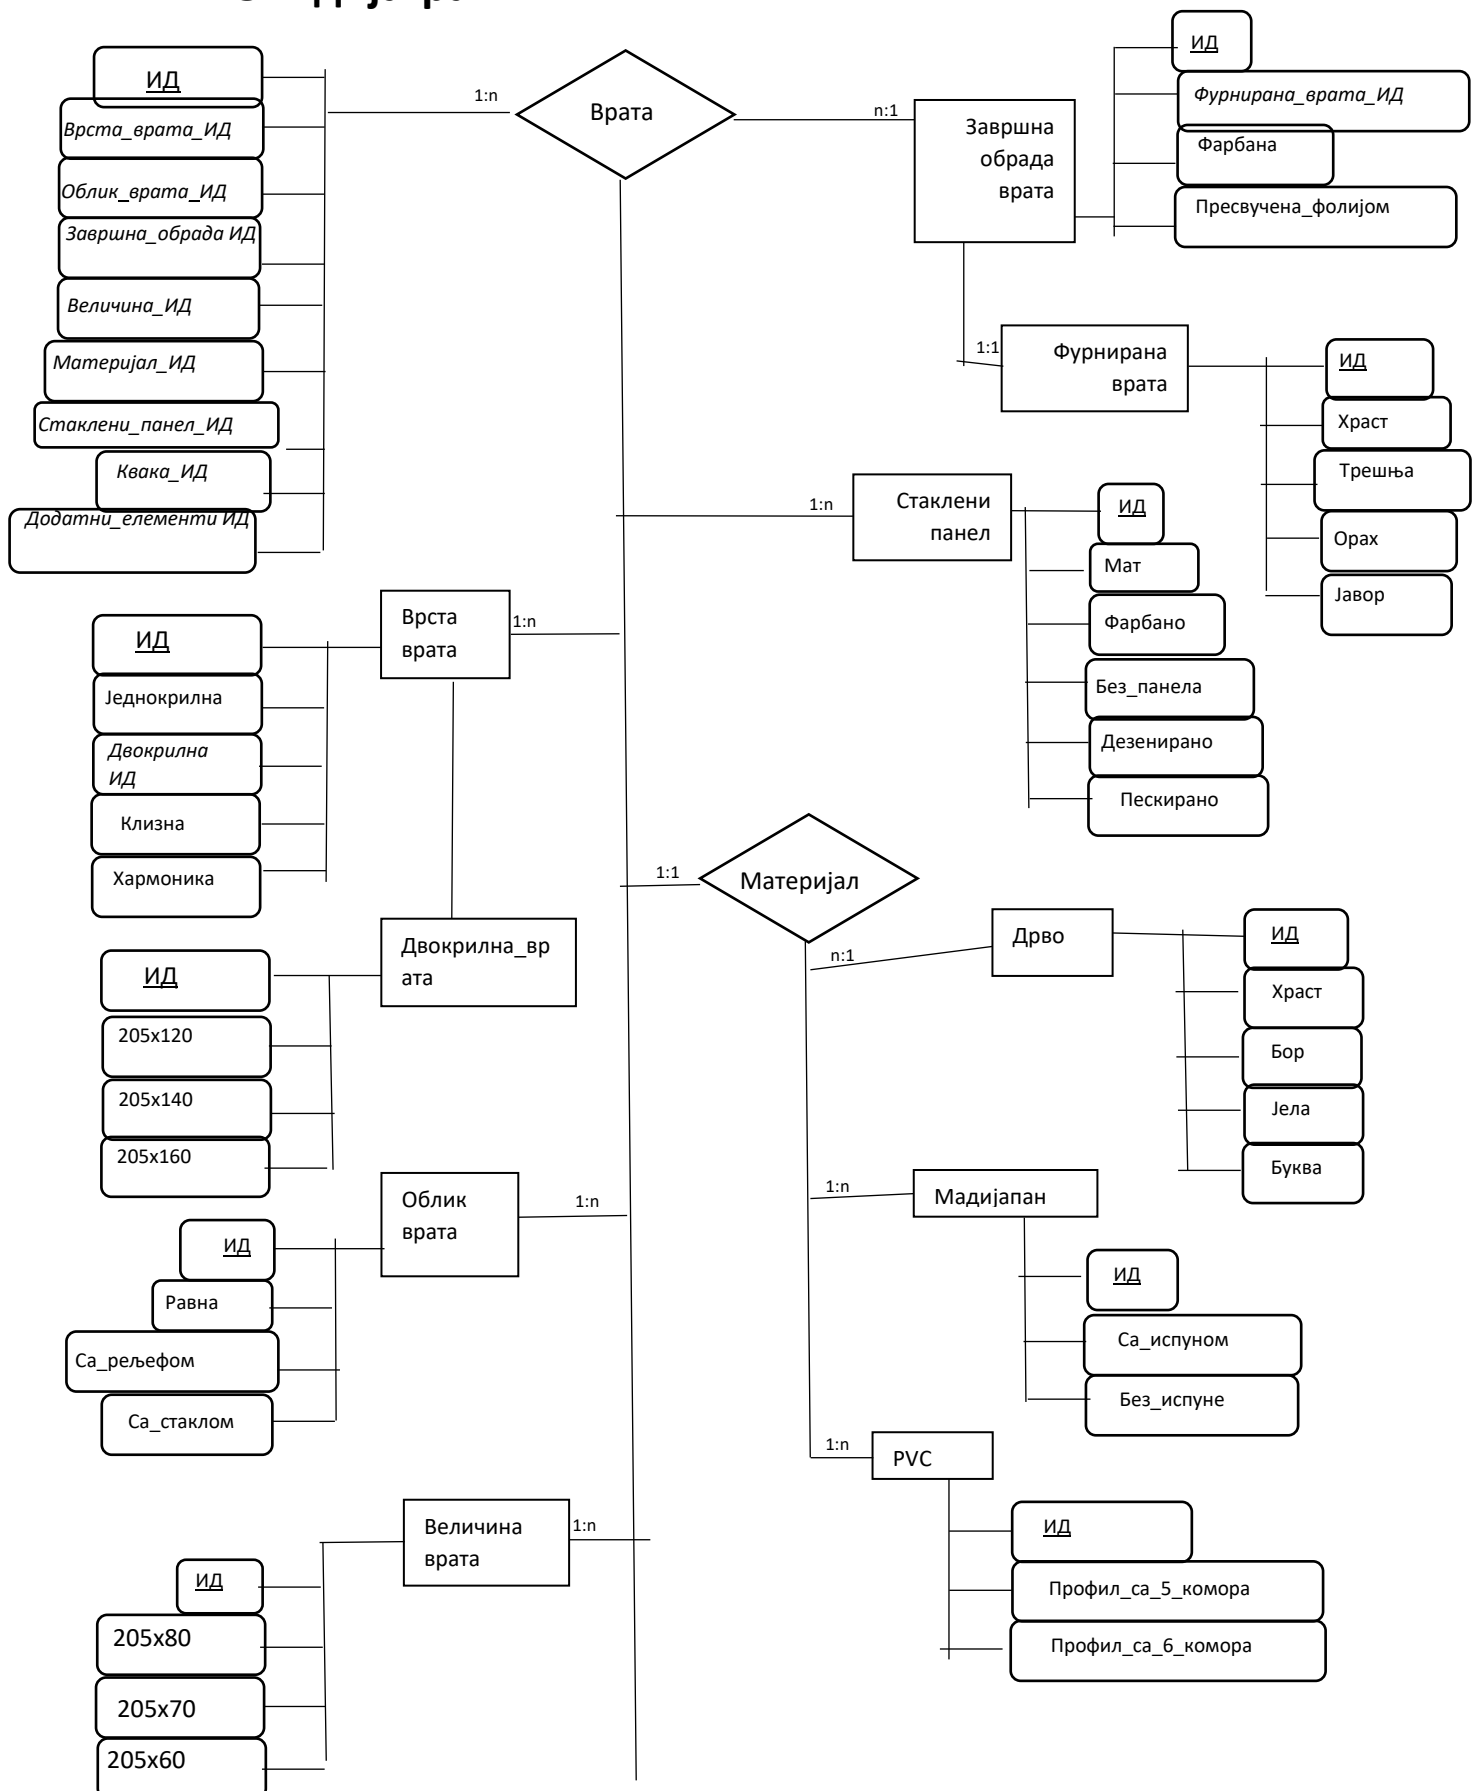 ИД
Врста_врата_ИД
Облик_врата_ИД
Завршна_обрада ИД
Величина_ИД
Материјал_ИД
Стаклени_панел_ИД
Квака_ИД
Додатни_елементи ИД
1:n
Врата
n:1
Завршна
обрада
врата
ИД
Фурнирана_врата_ИД
Фарбана
Пресвучена_фолијом
1:1
Фурнирана
врата
ИД
Храст
Трешња
Орах
Јавор
1:n
Стаклени
панел
ИД
Мат
Фарбано
Без_панела
Дезенирано
Пескирано
Врста
врата
1:n
ИД
Једнокрилна
Двокрилна
ИД
Клизна
Хармоника
Двокрилна_вр
ата
ИД
205x120
205x140
205x160
1:1
Материјал
n:1
Дрво
ИД
Храст
Бор
Јела
Буква
1:n
Мадијапан
ИД
Са_испуном
Без_испуне
1:n
PVC
ИД
Профил_са_5_комора
Профил_са_6_комора
Облик
врата
1:n
ИД
Равна
Са_рељефом
Са_стаклом
Величина
врата
1:n
ИД
205x80
205x70
205x60